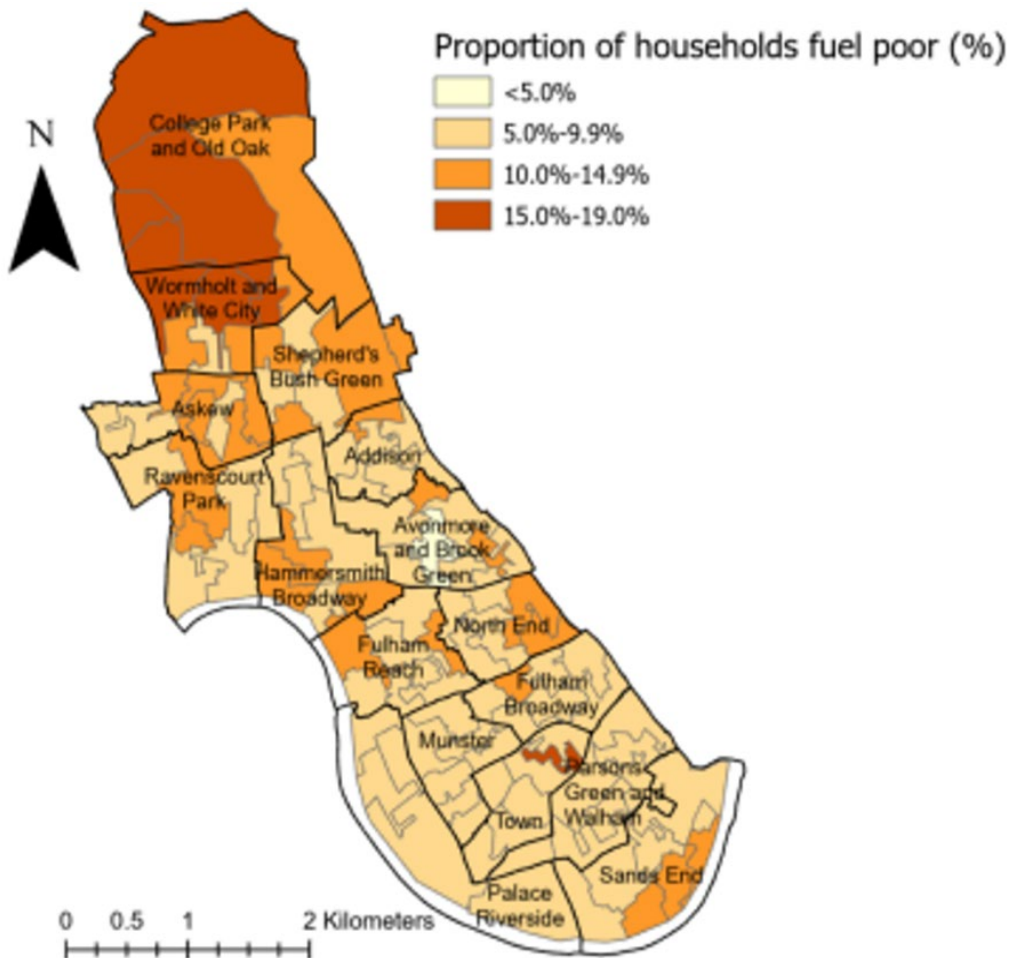 Proportion of households fuel poor (%)
<5.0%
5.0%-9.9%
10.0%-14.9%
15.0%-19.0%
N
College Park
and Old Oak
Wormholt and
White City
Shepherd's
Bush Green
Askew
Addison
Ravenscourt
Park
Avonmore
and Brook
Green
Hammersmith
Broadway
North End
Fulham
Reach
Fulham
Broadway
Munster
Parsons
Green and
Walham
Town
Sands End
Palace
Riverside
0 0.5 1 2 Kilometers